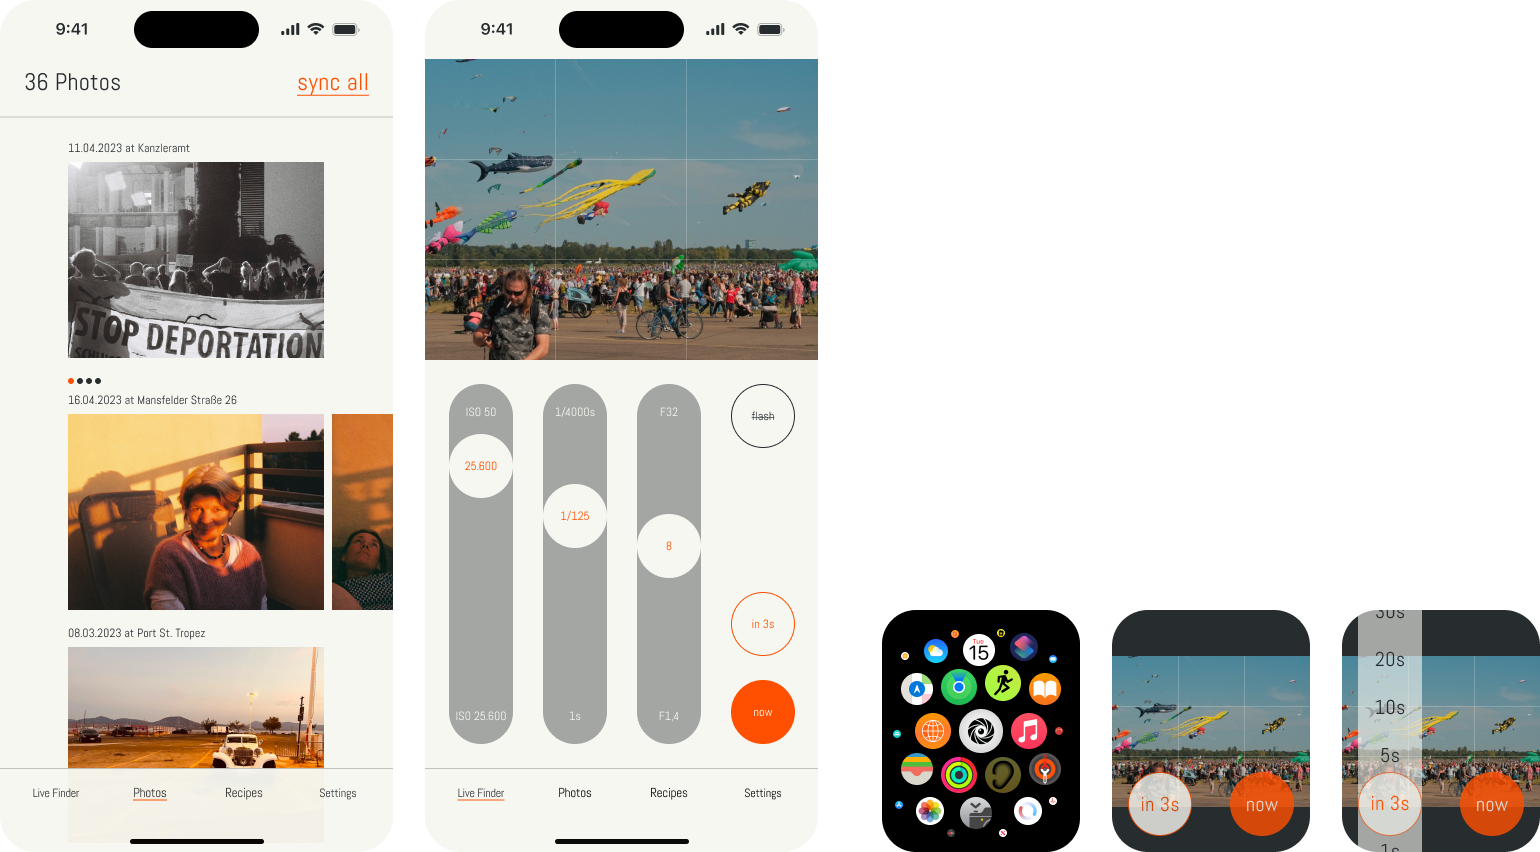 9:41
36 Photos
sync all
11.04.2023 at Kanzleramt
STOP DEPORTATION
16.04.2023 at Mansfelder Straße 26
08.03.2023 at Port St. Tropez
Live Finder
Photos
Recipes
Settings
9:41
ISO 50
1/4000s
F32
flash
25.600
1/125
8
in 3s
ISO 25.600
1s
F1,4
now
Live Finder
Photos
Recipes
Settings
Tue
15
in 3s
now
30s
20s
10s
5s
in 3s
now
1s